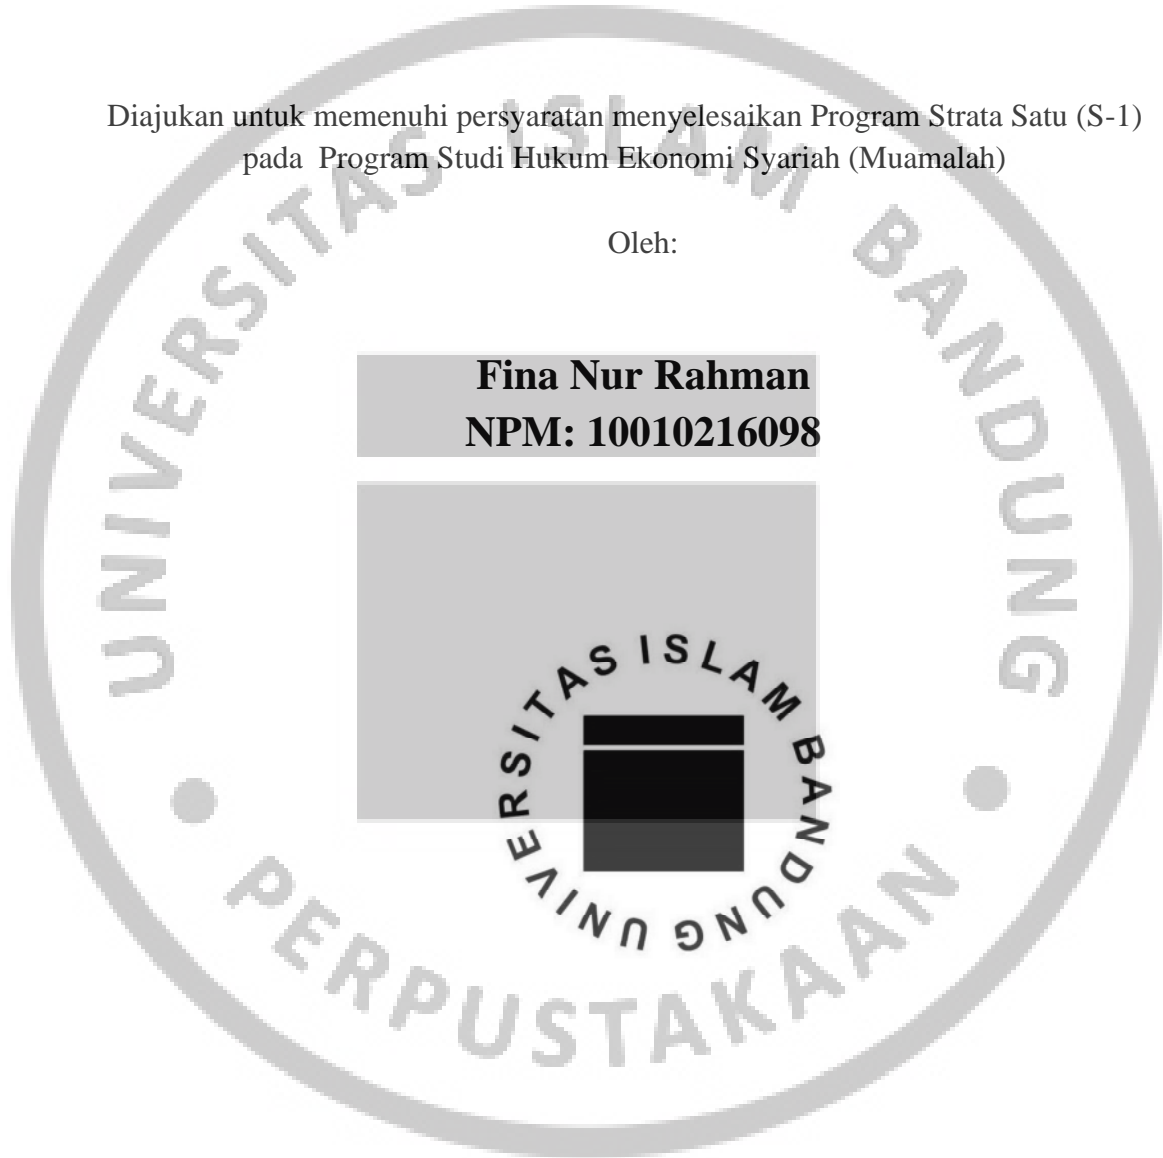 Diajukan untuk memenuhi persyaratan menyelesaikan Program Strata Satu (S-1)
pada Program Studi Hukum Ekonomi Syariah (Muamalah)
Oleh:
Fina Nur Rahman
NPM: 10010216098
UNIVERSITAS ISLAM BANDUNG
UNIVERSITAS ISLAM BANDUNG
PERPUSTAKAAN